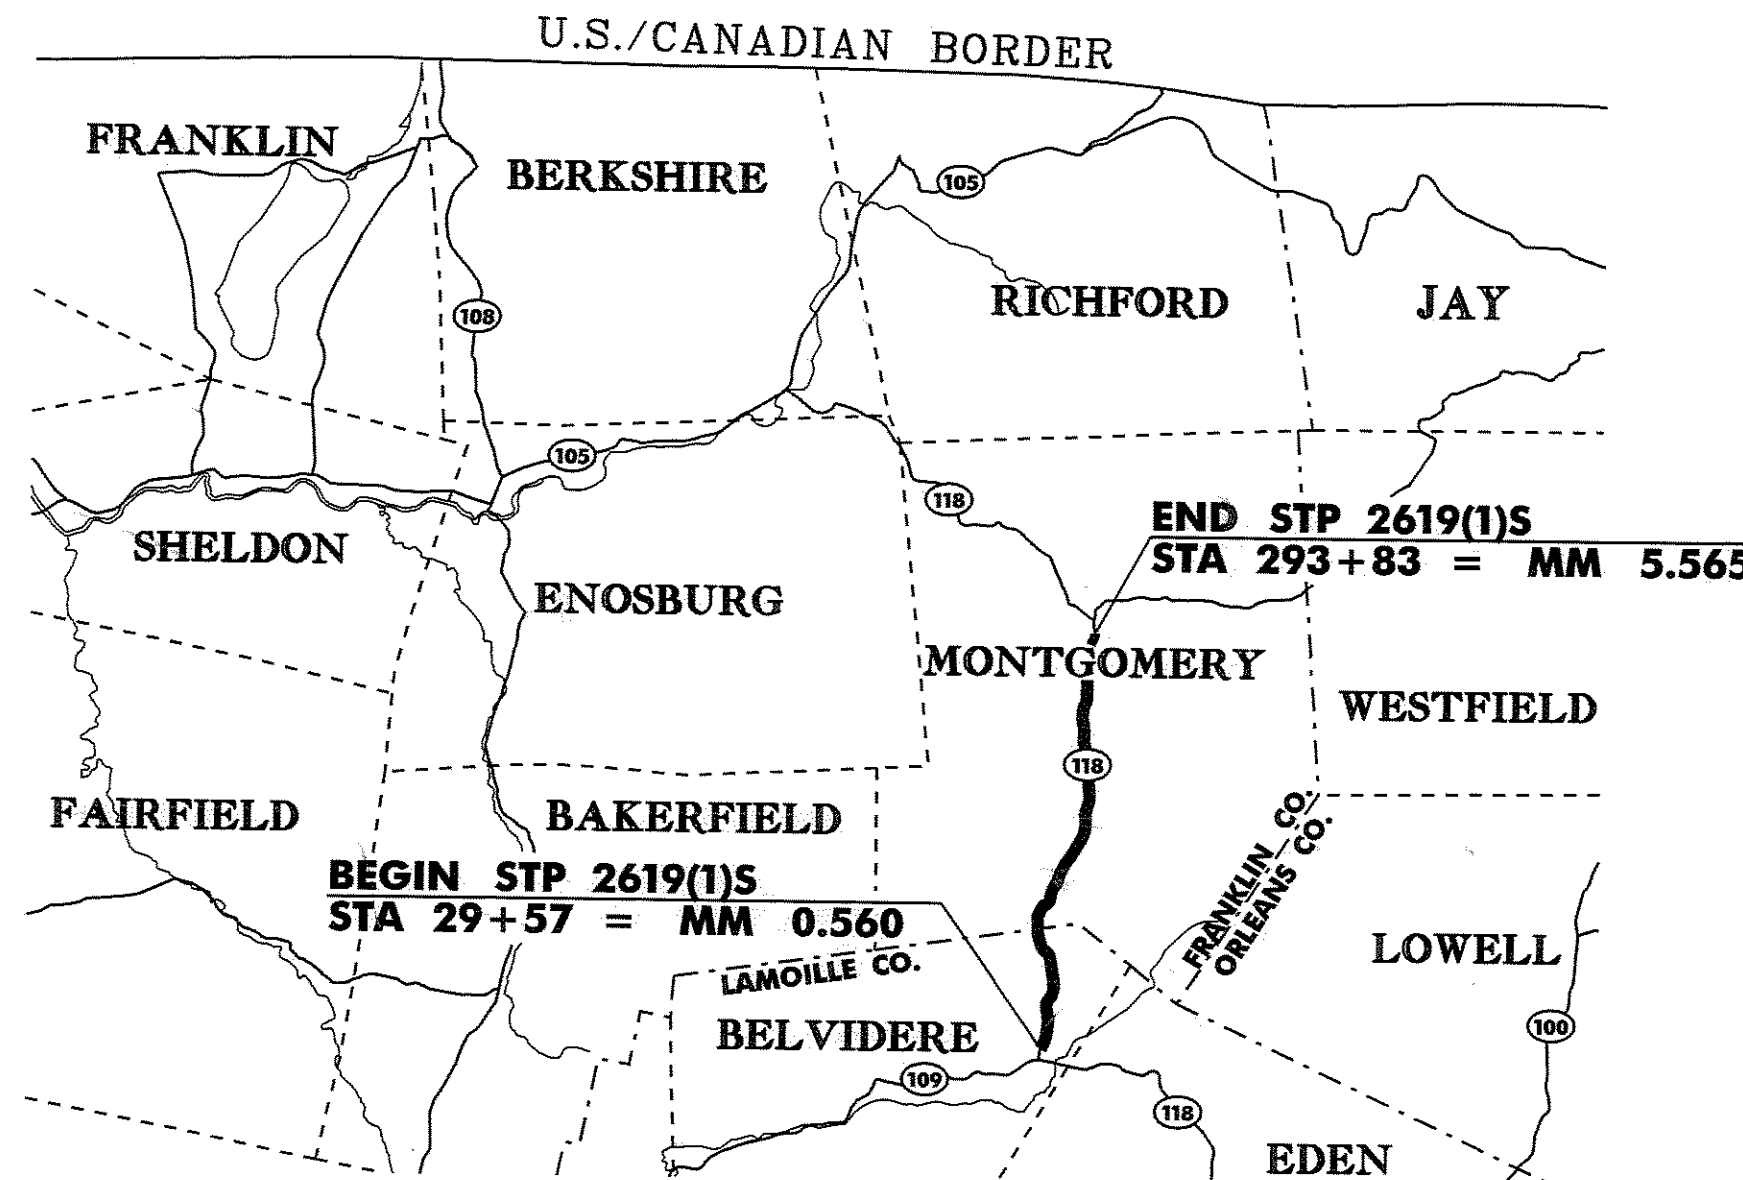 U.S./CANADIAN BORDER
FRANKLIN
BERKSHIRE
105
RICHFORD
JAY
108
105
118
END STP 2619(1)S
STA 293+83 = MM 5.565
SHELDON
ENOSBURG
MONTGOMERY
WESTFIELD
118
FAIRFIELD
BAKERFIELD
FRANKLIN CO.
ORLEANS CO.
BEGIN STP 2619(1)S
STA 29+57 = MM 0.560
LOWELL
LAMOILLE CO.
BELVIDERE
100
109
118
EDEN